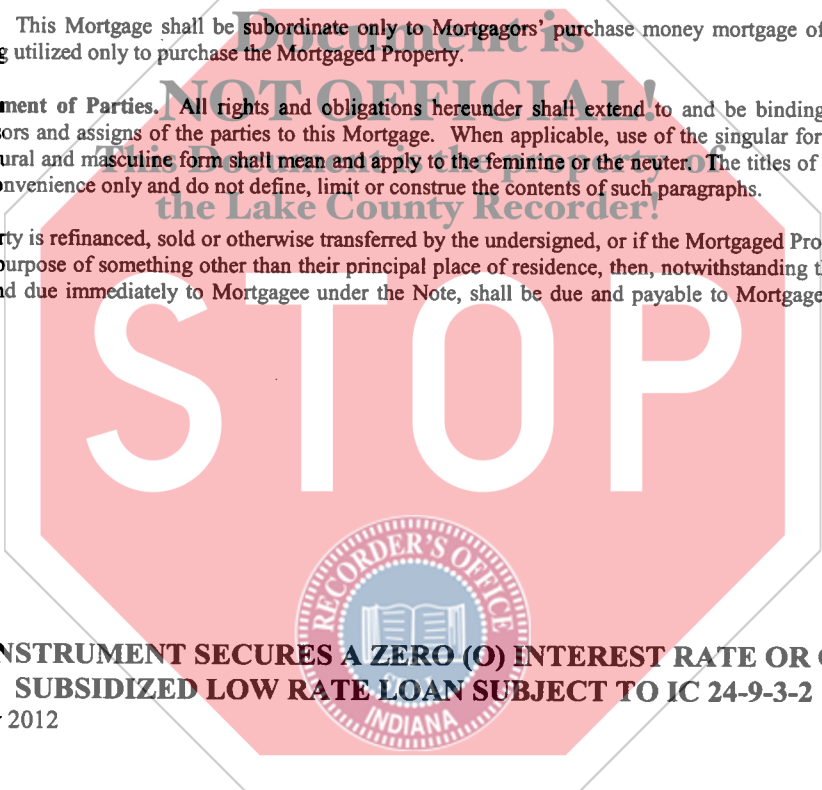 This Mortgage shall be subordinate only to Mortgagors' purchase money mortgage of
g utilized only to purchase the Mortgaged Property.
Document is
NOT OFFICIAL!
This Document is the property of
the Lake County Recorder!
ment of Parties. All rights and obligations hereunder shall extend to and be binding
sors and assigns of the parties to this Mortgage. When applicable, use of the singular for
ural and masculine form shall mean and apply to the feminine or the neuter. The titles of
onvenience only and do not define, limit or construe the contents of such paragraphs.
rty is refinanced, sold or otherwise transferred by the undersigned, or if the Mortgaged Pro
purpose of something other than their principal place of residence, then, notwithstanding t
nd due immediately to Mortgagee under the Note, shall be due and payable to Mortgage
STOP
RECORDER'S OFFICE
INDIANA
NSTRUMENT SECURES A ZERO (O) INTEREST RATE OR
SUBSIDIZED LOW RATE LOAN SUBJECT TO IC 24-9-3-2
2012